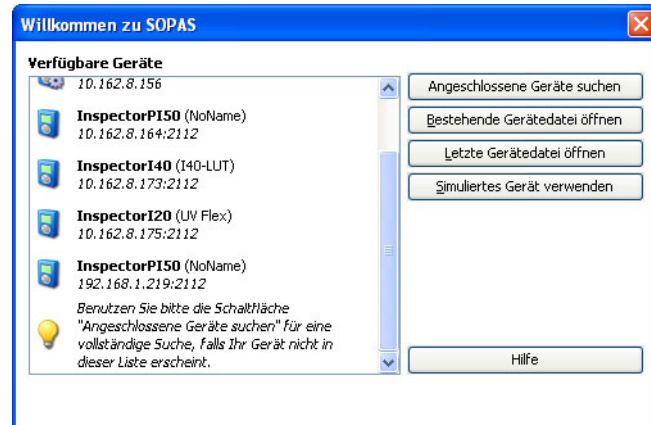 Willkommen zu SOPAS
Verfügbare Geräte
10.162.8.156
InspectorPI50 (NoName)
10.162.8.164:2112
InspectorI40 (I40-LUT)
10.162.8.173:2112
InspectorI20 (UV Flex)
10.162.8.175:2112
InspectorPI50 (NoName)
192.168.1.219:2112
Benutzen Sie bitte die Schaltfläche
"Angeschlossene Geräte suchen" für eine
vollständige Suche, falls Ihr Gerät nicht in
dieser Liste erscheint.
Angeschlossene Geräte suchen
Bestehende Gerätedatei öffnen
Letzte Gerätedatei öffnen
Simuliertes Gerät verwenden
Hilfe